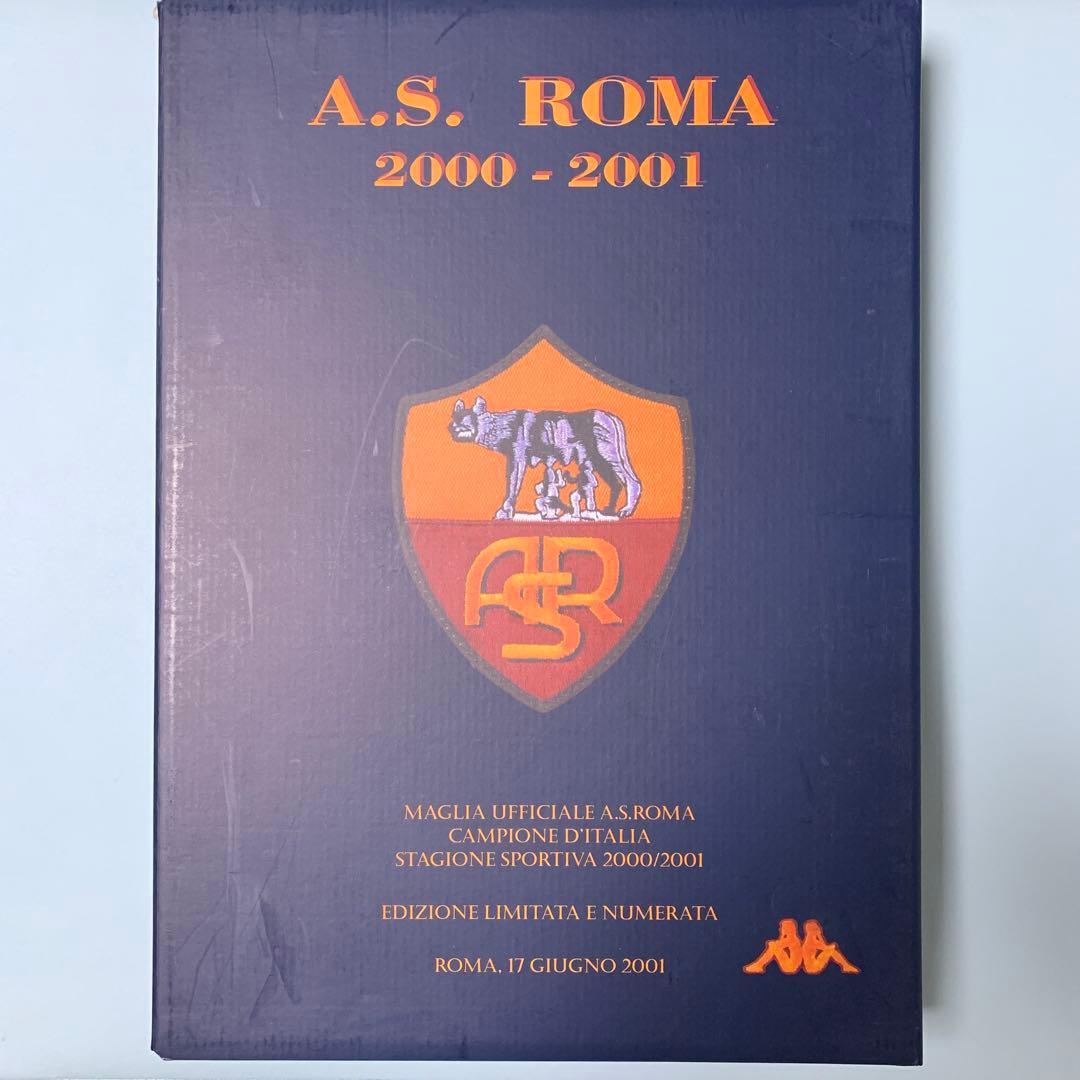 A.S. ROMA
2000 - 2001
ASR
MAGLIA UFFICIALE A.S.ROMA
CAMPIONE D'ITALIA
STAGIONE SPORTIVA 2000/2001
EDIZIONE LIMITATA E NUMERATA
ROMA, 17 GIUGNO 2001